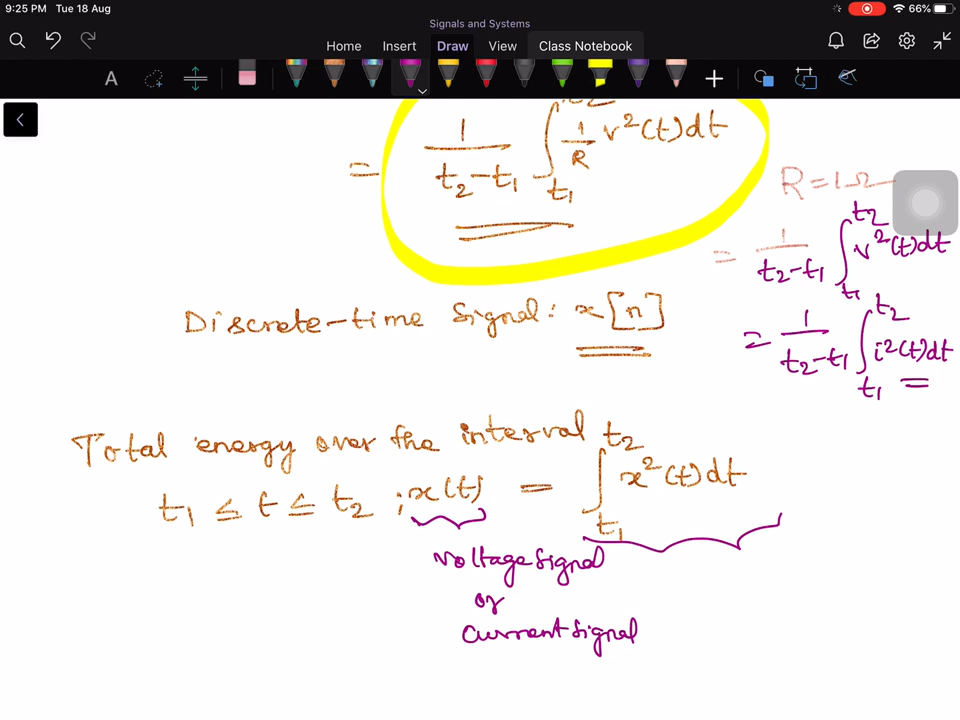 9:25 PM Tue 18 Aug
66%
Signals and Systems
Home Insert Draw View Class Notebook
A
= 1/(t2-t1) ∫t1 1/R v²(t)dt
R=1Ω
= 1/(t2-t1) ∫t1^t2 v²(t)dt
= 1/(t2-t1) ∫t1^t2 i²(t)dt
Discrete-time Signal: x[n]
Total energy over the interval
t1 ≤ t ≤ t2 ; x(t) = ∫t1^t2 x²(t)dt
Voltage Signal
or
Current Signal